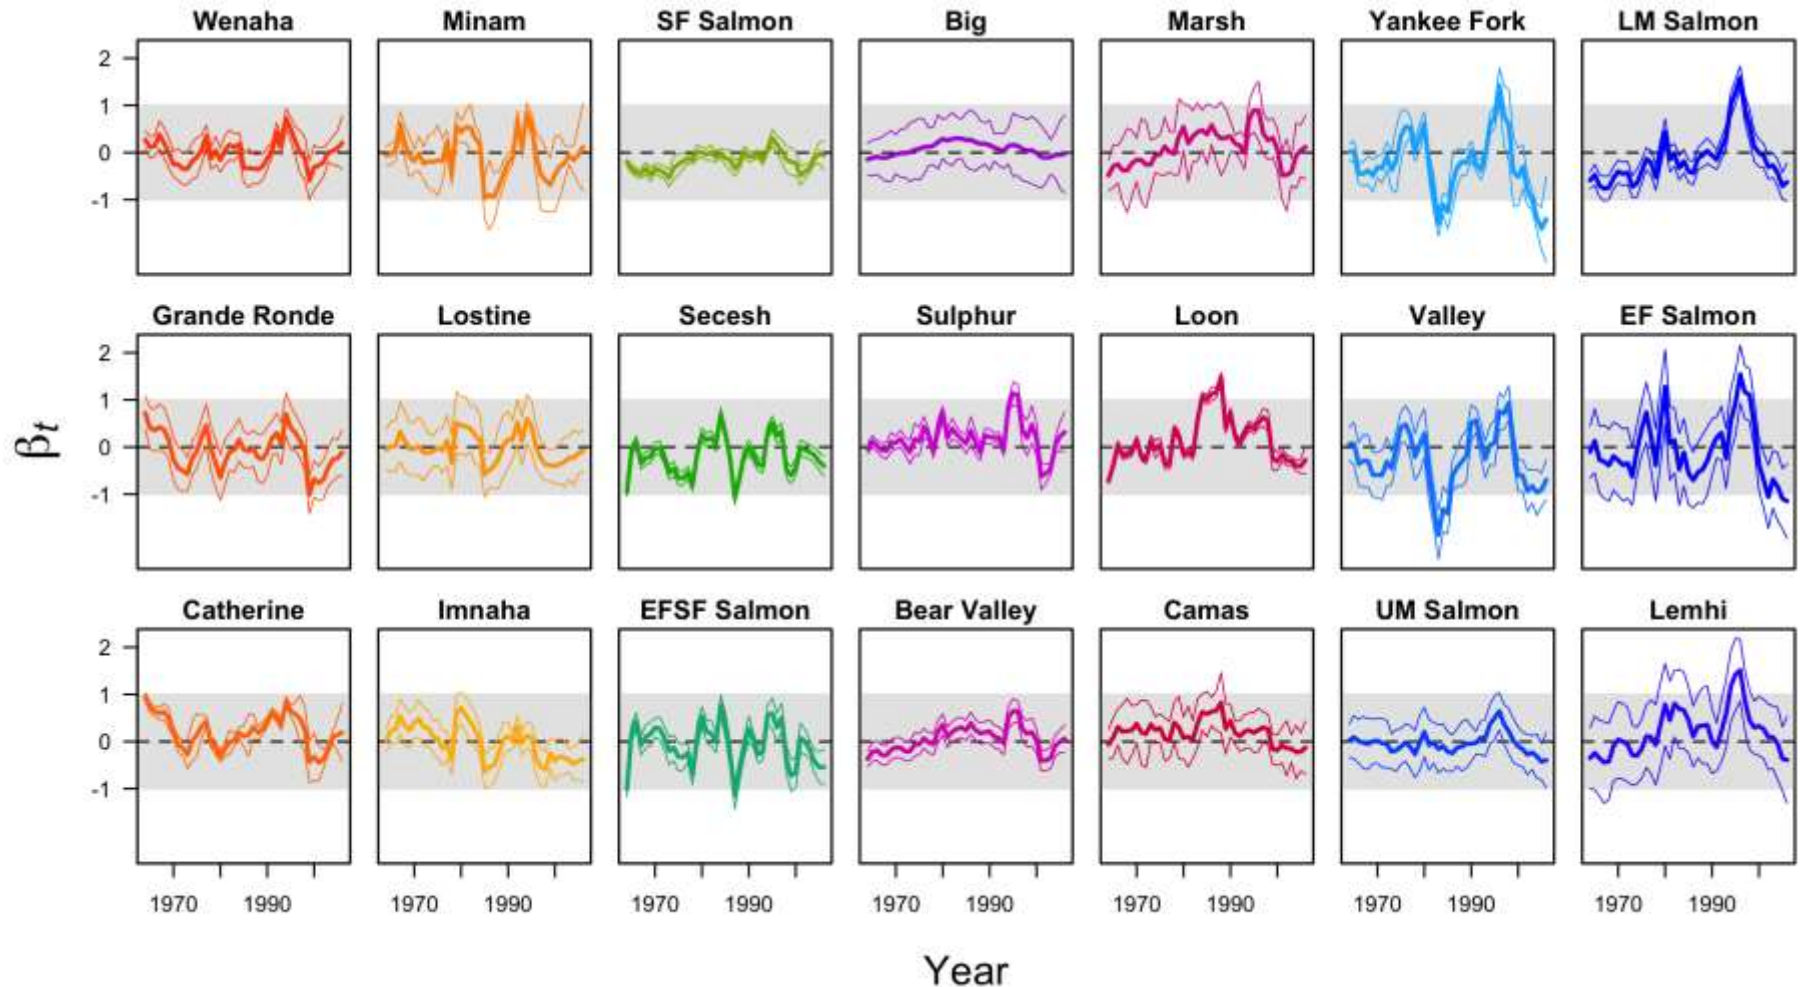 Wenaha Minam SF Salmon Big Marsh Yankee Fork LM Salmon
2
1
0
-1
Grande Ronde Lostine Secesh Sulphur Loon Valley EF Salmon
2
1
0
-1
βt
Catherine Imnaha EFSF Salmon Bear Valley Camas UM Salmon Lemhi
2
1
0
-1
1970 1990 1970 1990 1970 1990 1970 1990 1970 1990 1970 1990 1970 1990
Year